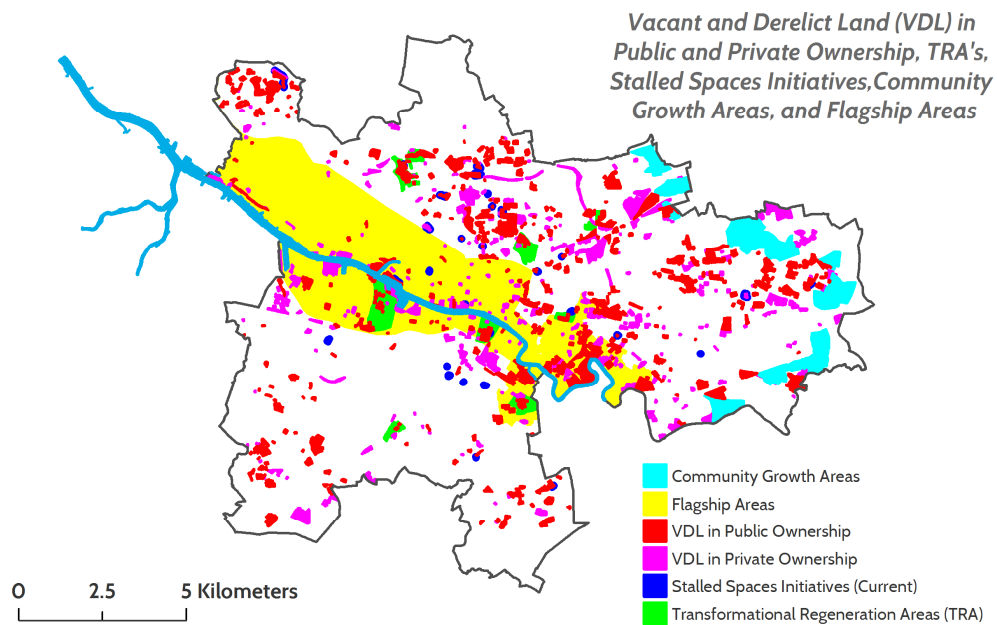 Vacant and Derelict Land (VDL) in
Public and Private Ownership, TRA's,
Stalled Spaces Initiatives,Community
Growth Areas, and Flagship Areas
Community Growth Areas
Flagship Areas
VDL in Public Ownership
VDL in Private Ownership
Stalled Spaces Initiatives (Current)
Transformational Regeneration Areas (TRA)
0 2.5 5 Kilometers